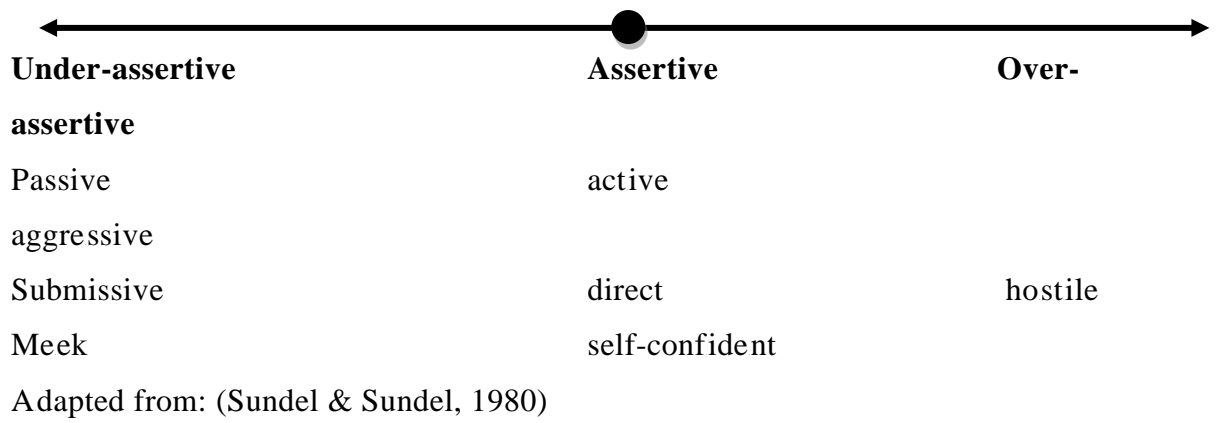 Under-assertive Assertive Over-
assertive
Passive active
aggressive
Submissive direct hostile
Meek self-confident
Adapted from: (Sundel & Sundel, 1980)